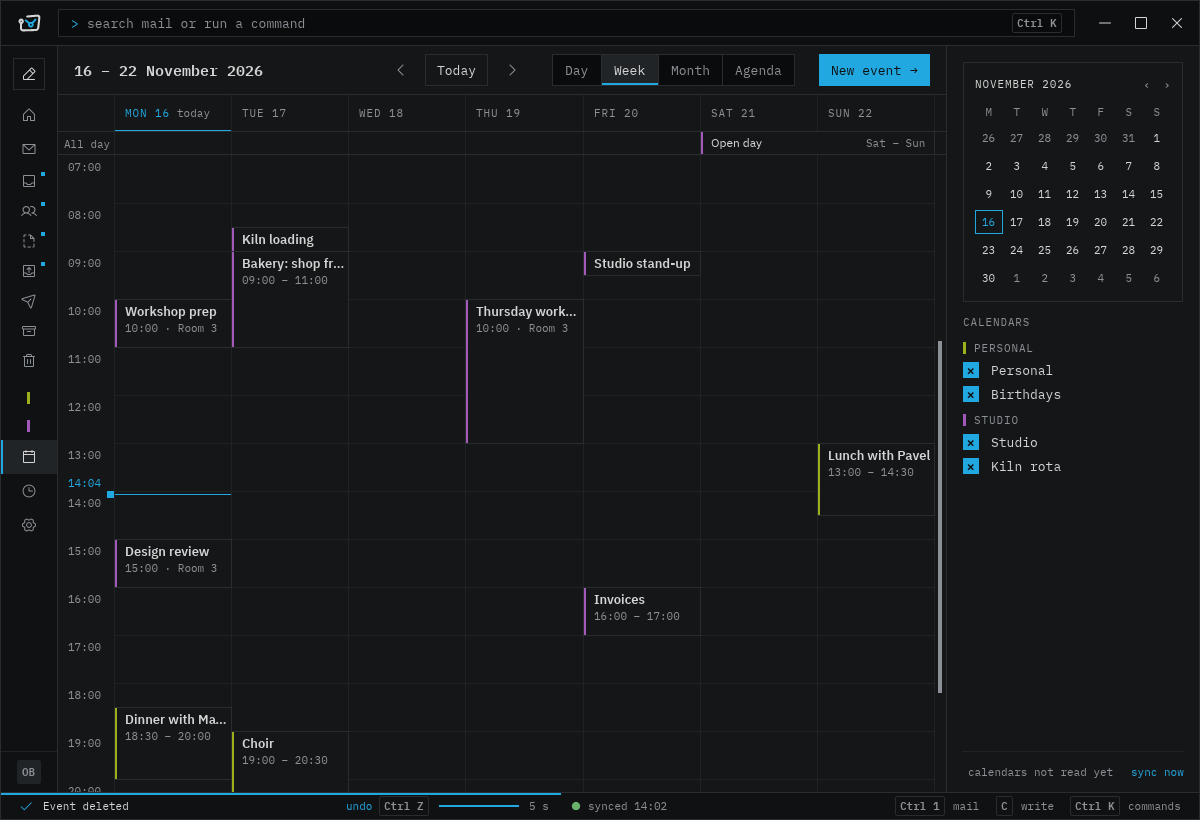 > search mail or run a command Ctrl K
16 – 22 November 2026
Today
Day Week Month Agenda
New event →
MON 16 today TUE 17 WED 18 THU 19 FRI 20 SAT 21 SUN 22
All day
Open day Sat – Sun
07:00
08:00
09:00
10:00
11:00
12:00
13:00
14:04
14:00
15:00
16:00
17:00
18:00
19:00
20:00
Workshop prep
10:00 · Room 3
Design review
15:00 · Room 3
Dinner with Ma...
18:30 – 20:00
Kiln loading
Bakery: shop fr...
09:00 – 11:00
Choir
19:00 – 20:30
Thursday work...
10:00 · Room 3
Studio stand-up
Invoices
16:00 – 17:00
Lunch with Pavel
13:00 – 14:30
NOVEMBER 2026 ‹ ›
M T W T F S S
26 27 28 29 30 31 1
2 3 4 5 6 7 8
9 10 11 12 13 14 15
16 17 18 19 20 21 22
23 24 25 26 27 28 29
30 1 2 3 4 5 6
CALENDARS
PERSONAL
Personal
Birthdays
STUDIO
Studio
Kiln rota
calendars not read yet sync now
OB
Event deleted undo Ctrl Z 5 s synced 14:02 Ctrl 1 mail C write Ctrl K commands